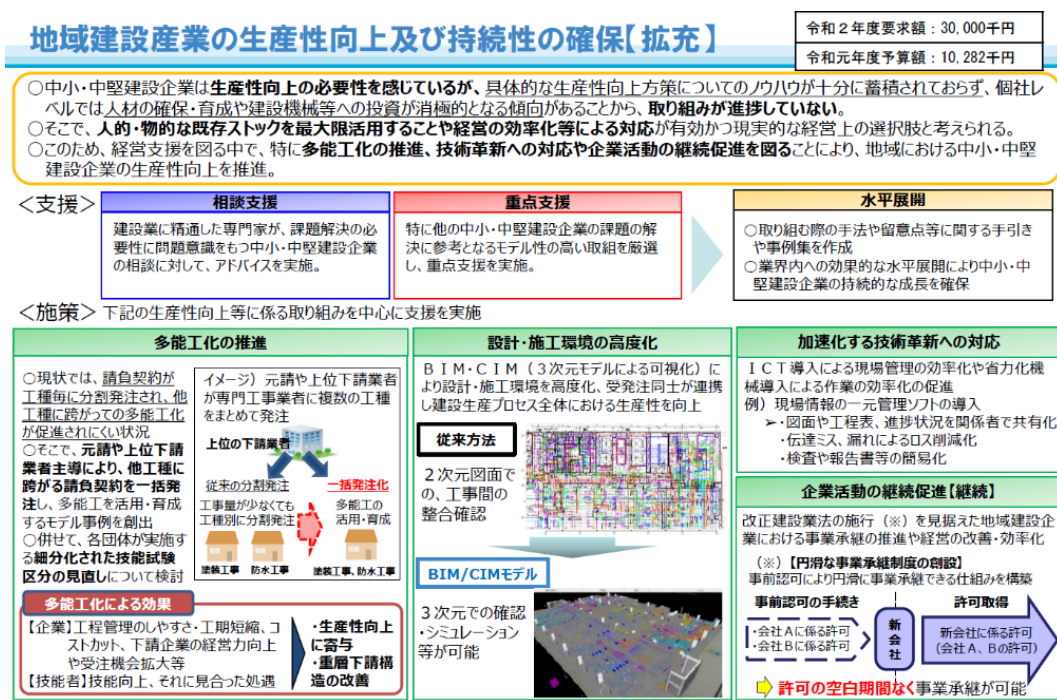 地域建設産業の生産性向上及び持続性の確保【拡充】
令和２年度要求額：30,000千円
令和元年度予算額：10,282千円
○中小・中堅建設企業は生産性向上の必要性を感じているが、具体的な生産性向上方策についてのノウハウが十分に蓄積されておらず、個社レ
ベルでは人材の確保・育成や建設機械等への投資が消極的となる傾向があることから、取り組みが進捗していない。
○そこで、人的・物的な既存ストックを最大限活用することや経営の効率化等による対応が有効かつ現実的な経営上の選択肢と考えられる。
○このため、経営支援を図る中で、特に多能工化の推進、技術革新への対応や企業活動の継続促進を図ることにより、地域における中小・中堅
建設企業の生産性向上を推進。
＜支援＞
相談支援
建設業に精通した専門家が、課題解決の
必要性に問題意識をもつ中小・中堅建設企業
の相談に対して、アドバイスを実施。
重点支援
特に他の中小・中堅建設企業の課題の解
決に参考となるモデル性の高い取組を厳選
し、重点支援を実施。
水平展開
○取り組む際の手法や留意点等に関する手引き
や事例集を作成
○業界内への効果的な水平展開により中小・中
堅建設企業の持続的な成長を確保
＜施策＞下記の生産性向上等に係る取り組みを中心に支援を実施
多能工化の推進
○現状では、請負契約が
工種毎に分割発注され、他
工種に跨がっての多能工化
が促進されにくい状況
○そこで、元請や上位下請
業者主導により、他工種に
跨がる請負契約を一括発
注し、多能工を活用・育成
するモデル事例を創出
○併せて、各団体が実施す
る細分化された技能試験
区分の見直しについて検討
イメージ）元請や上位下請業者
が専門工事業者に複数の工種
をまとめて発注
上位の下請業者
従来の分割発注
工事量が少なくても
工種別に分割発注
塗装工事
防水工事
一括発注化
多能工の
活用・育成
塗装工事、防水工事
多能工化による効果
【企業】工程管理のしやすさ・工期短縮、コ
ストカット、下請企業の経営力向上
や受注機会拡大等
【技能者】技能向上、それに見合った処遇
・生産性向上
に寄与
・重層下請構
造の改善
設計・施工環境の高度化
ＢＩＭ・ＣＩＭ（３次元モデルによる可視化）に
より設計・施工環境を高度化、受発注同士が連携
し建設生産プロセス全体における生産性を向上
従来方法
２次元図面で
の、工事間の
整合確認
BIM/CIMモデル
３次元での確認
・シミュレーション
等が可能
加速化する技術革新への対応
ＩＣＴ導入による現場管理の効率化や省力化機
械導入による作業の効率化の促進
例）現場情報の一元管理ソフトの導入
➢・図面や工程表、進捗状況を関係者で共有化
・伝達ミス、漏れによるロス削減化
・検査や報告書等の簡易化
企業活動の継続促進【継続】
改正建設業法の施行（※）を見据えた地域建設企
業における事業承継の推進や経営の改善・効率化
（※）【円滑な事業承継制度の創設】
事前認可により円滑に事業承継できる仕組みを構築
事前認可の手続き
・会社Ａに係る許可
・会社Ｂに係る許可
新会社
許可取得
新会社に係る許可
(会社Ａ、Ｂの許可)
許可の空白期間なく事業承継が可能